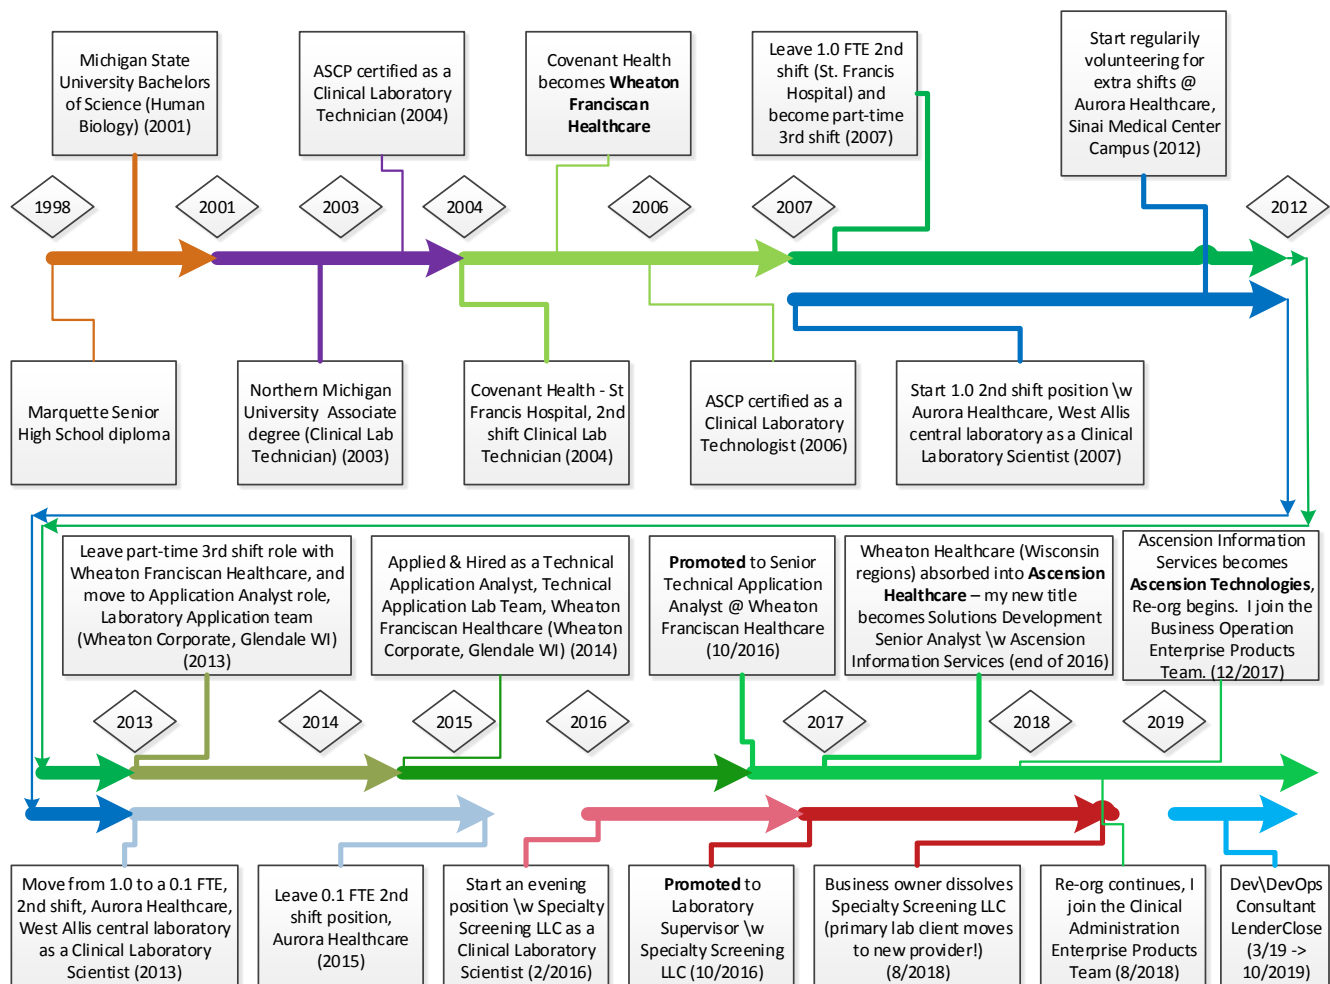 Michigan State
University Bachelors
of Science (Human
Biology) (2001)
ASCP certified as a
Clinical Laboratory
Technician (2004)
Covenant Health
becomes Wheaton
Franciscan
Healthcare
Leave 1.0 FTE 2nd
shift (St. Francis
Hospital) and
become part-time
3rd shift (2007)
Start regularily
volunteering for
extra shifts @
Aurora Healthcare,
Sinai Medical Center
Campus (2012)
1998
2001
2003
2004
2006
2007
2012
Marquette Senior
High School diploma
Northern Michigan
University  Associate
degree (Clinical Lab
Technician) (2003)
Covenant Health - St
Francis Hospital, 2nd
shift Clinical Lab
Technician (2004)
ASCP certified as a
Clinical Laboratory
Technologist (2006)
Start 1.0 2nd shift position \w
Aurora Healthcare, West Allis
central laboratory as a Clinical
Laboratory Scientist (2007)
Leave part-time 3rd shift role with
Wheaton Franciscan Healthcare, and
move to Application Analyst role,
Laboratory Application team
(Wheaton Corporate, Glendale WI)
(2013)
Applied & Hired as a Technical
Application Analyst, Technical
Application Lab Team, Wheaton
Franciscan Healthcare (Wheaton
Corporate, Glendale WI) (2014)
Promoted to Senior
Technical Application
Analyst @ Wheaton
Franciscan Healthcare
(10/2016)
Wheaton Healthcare (Wisconsin
regions) absorbed into Ascension
Healthcare – my new title
becomes Solutions Development
Senior Analyst \w Ascension
Information Services (end of 2016)
Ascension Information
Services becomes
Ascension Technologies,
Re-org begins.  I join the
Business Operation
Enterprise Products
Team. (12/2017)
2013
2014
2015
2016
2017
2018
2019
Move from 1.0 to a 0.1 FTE,
2nd shift, Aurora Healthcare,
West Allis central laboratory
as a Clinical Laboratory
Scientist (2013)
Leave 0.1 FTE 2nd
shift position,
Aurora Healthcare
(2015)
Start an evening
position \w Specialty
Screening LLC as a
Clinical Laboratory
Scientist (2/2016)
Promoted to
Laboratory
Supervisor \w
Specialty Screening
LLC (10/2016)
Business owner dissolves
Specialty Screening LLC
(primary lab client moves
to new provider!)
(8/2018)
Re-org continues, I
join the Clinical
Administration
Enterprise Products
Team (8/2018)
Dev\DevOps
Consultant
LenderClose
(3/19 ->
10/2019)